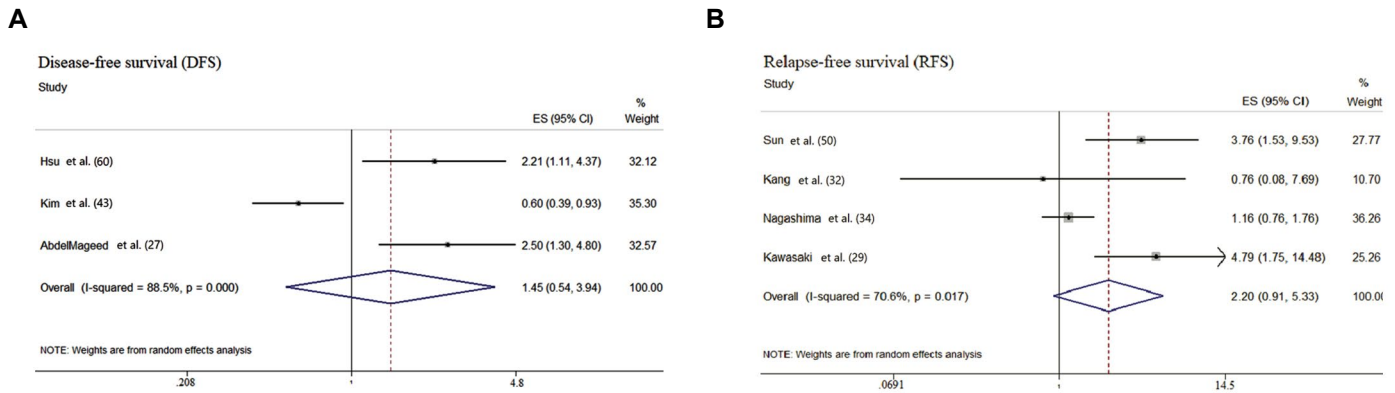 A
Disease-free survival (DFS)
Study
%
ES (95% CI) Weight
Hsu et al. (60) 2.21 (1.11, 4.37) 32.12
Kim et al. (43) 0.60 (0.39, 0.93) 35.30
AbdelMageed et al. (27) 2.50 (1.30, 4.80) 32.57
Overall (I-squared = 88.5%, p = 0.000) 1.45 (0.54, 3.94) 100.00
NOTE: Weights are from random effects analysis
.208 1 4.8
B
Relapse-free survival (RFS)
Study
%
ES (95% CI) Weight
Sun et al. (50) 3.76 (1.53, 9.53) 27.77
Kang et al. (32) 0.76 (0.08, 7.69) 10.70
Nagashima et al. (34) 1.16 (0.76, 1.76) 36.26
Kawasaki et al. (29) 4.79 (1.75, 14.48) 25.26
Overall (I-squared = 70.6%, p = 0.017) 2.20 (0.91, 5.33) 100.00
NOTE: Weights are from random effects analysis
.0691 1 14.5